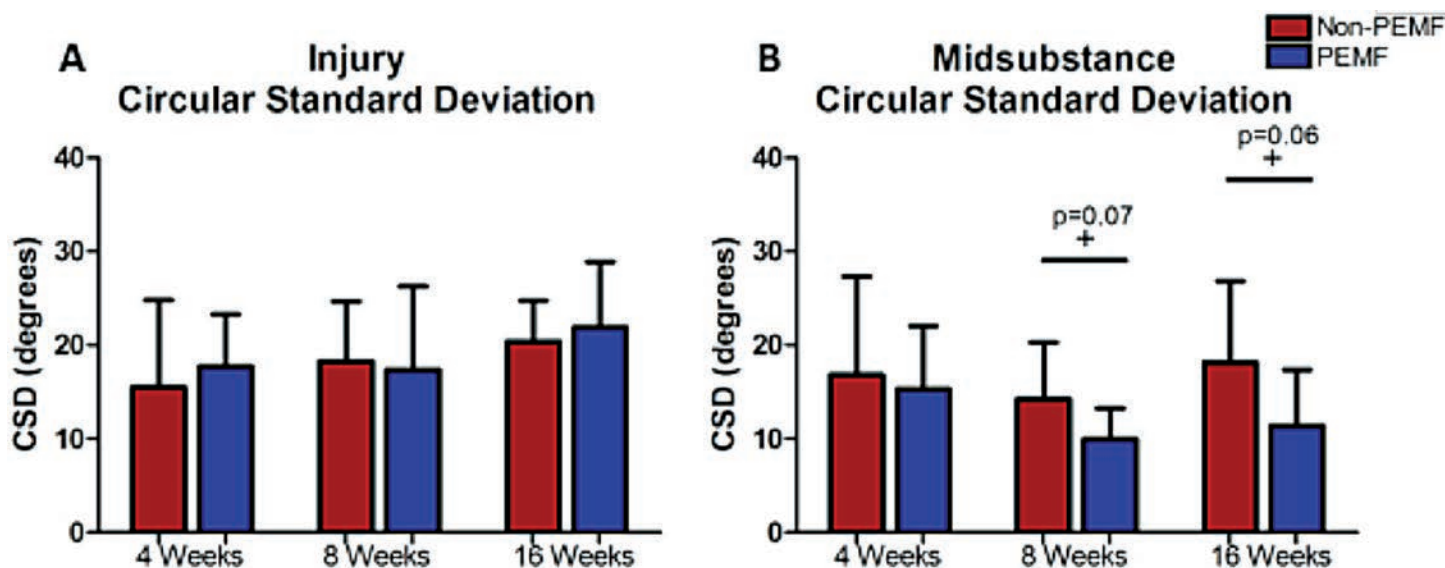 A
Injury
Circular Standard Deviation
CSD (degrees)
40
30
20
10
0
4 Weeks
8 Weeks
16 Weeks
B
Midsubstance
Circular Standard Deviation
Non-PEMF
PEMF
CSD (degrees)
40
30
20
10
0
p=0.07
+
p=0.06
+
4 Weeks
8 Weeks
16 Weeks